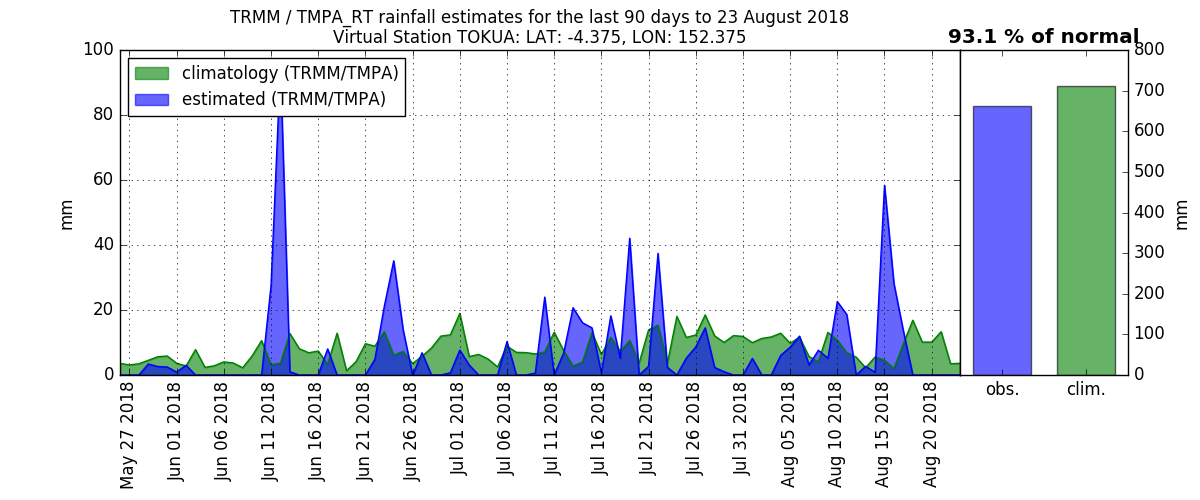 TRMM / TMPA_RT rainfall estimates for the last 90 days to 23 August 2018
Virtual Station TOKUA: LAT: -4.375, LON: 152.375
93.1 % of normal
climatology (TRMM/TMPA)
estimated (TRMM/TMPA)
100
80
60
40
20
0
mm
May 27 2018
Jun 01 2018
Jun 06 2018
Jun 11 2018
Jun 16 2018
Jun 21 2018
Jun 26 2018
Jul 01 2018
Jul 06 2018
Jul 11 2018
Jul 16 2018
Jul 21 2018
Jul 26 2018
Jul 31 2018
Aug 05 2018
Aug 10 2018
Aug 15 2018
Aug 20 2018
800
700
600
500
400
300
200
100
0
mm
obs.
clim.